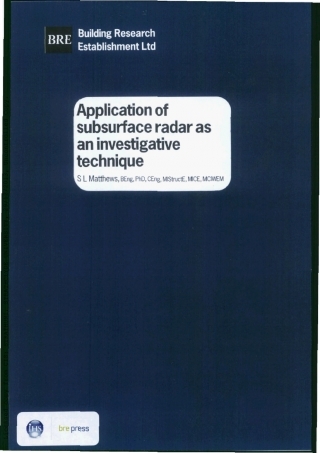 BRE
Building Research
Establishment Ltd
Application of
subsurface radar as
an investigative
technique
S L Matthews, BEng, PhD, CEng, MIStructE, MICE, MCIWEM
IHS
bre press